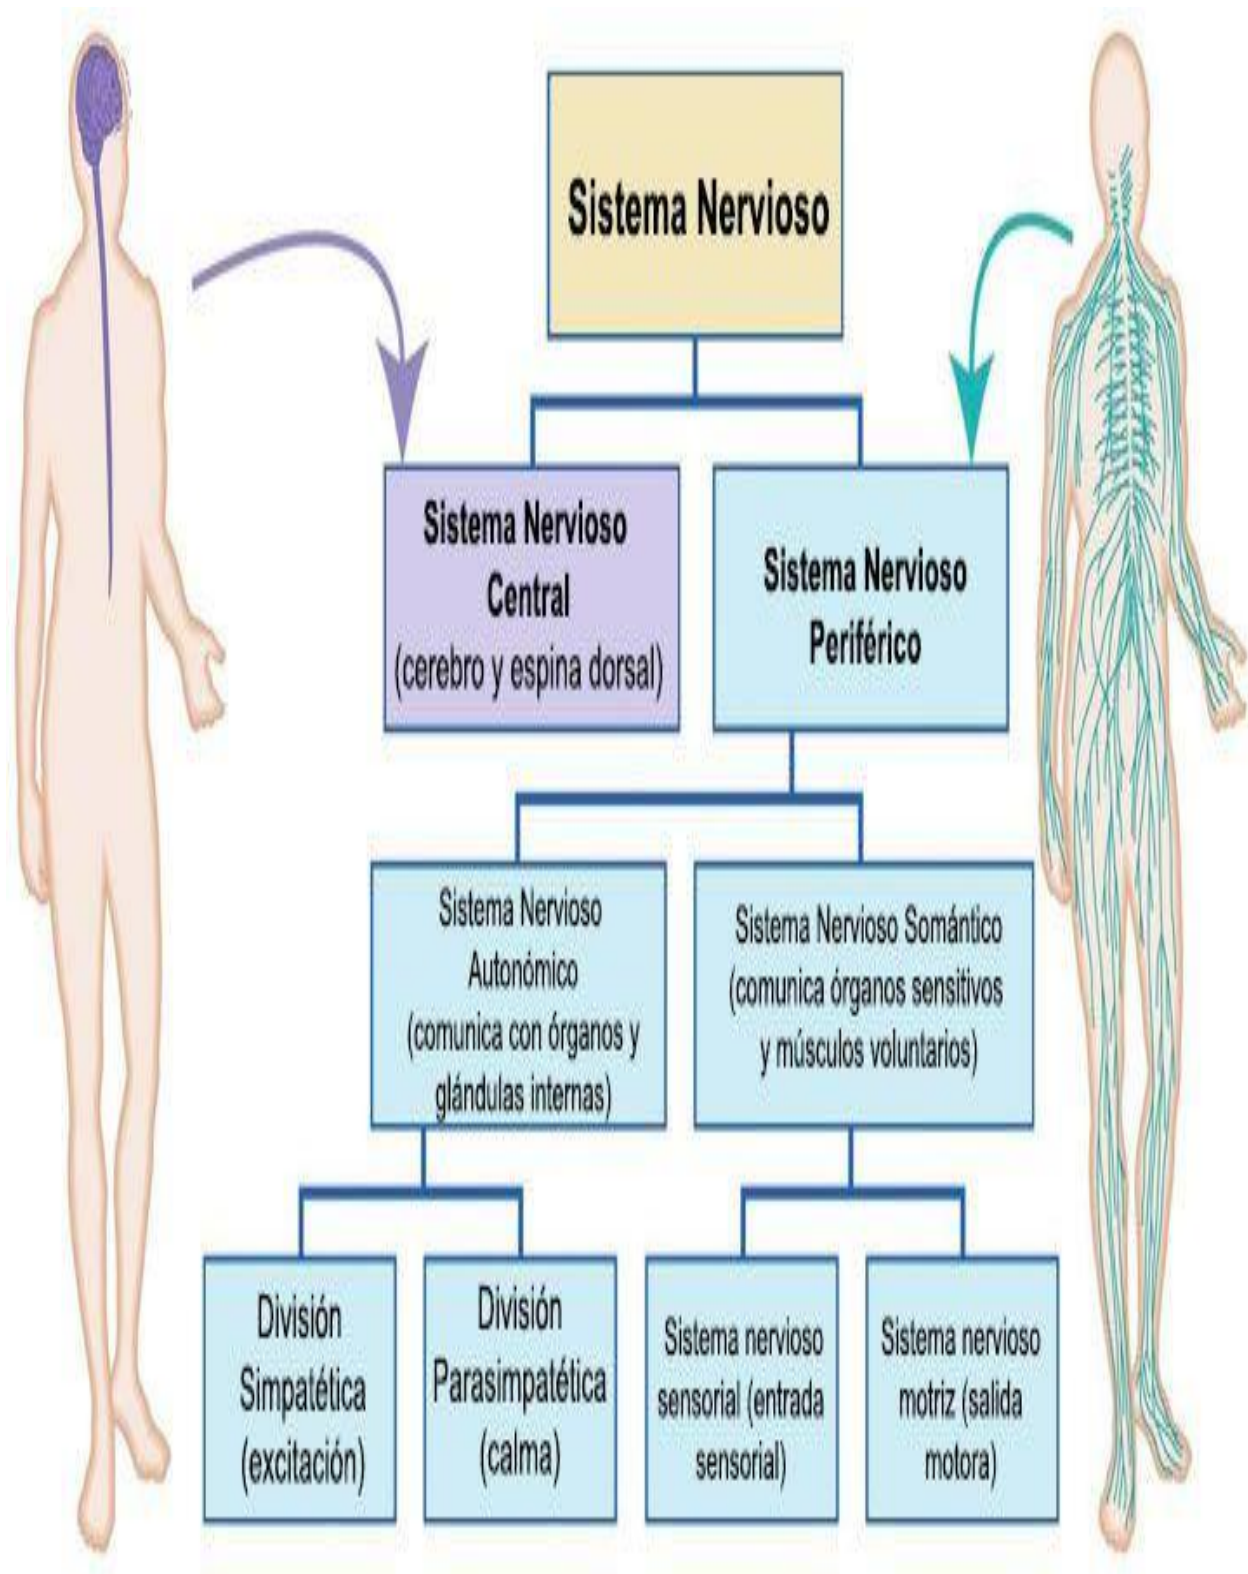 Sistema Nervioso
Sistema Nervioso
Central
(cerebro y espina dorsal)
Sistema Nervioso
Periférico
Sistema Nervioso
Autonómico
(comunica con órganos y
glándulas internas)
Sistema Nervioso Somántico
(comunica órganos sensitivos
y músculos voluntarios)
División
Simpatética
(excitación)
División
Parasimpatética
(calma)
Sistema nervioso
sensorial (entrada
sensorial)
Sistema nervioso
motriz (salida
motora)